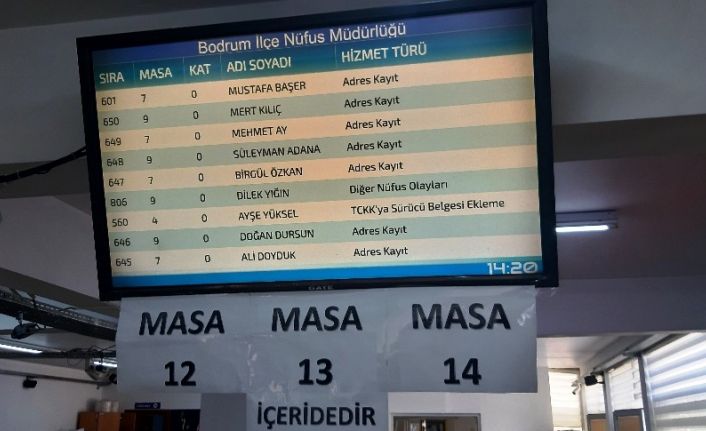 Bodrum İlçe Nüfus Müdürlüğü
SIRA MASA KAT ADI SOYADI HİZMET TÜRÜ
601 7 0 MUSTAFA BAŞER Adres Kayıt
650 9 0 MERT KILIÇ Adres Kayıt
649 7 0 MEHMET AY Adres Kayıt
648 9 0 SÜLEYMAN ADANA Adres Kayıt
647 7 0 BİRGÜL ÖZKAN Adres Kayıt
806 9 0 DİLEK YIĞIN Diğer Nüfus Olayları
560 4 0 AYŞE YÜKSEL TCKK'ya Sürücü Belgesi Ekleme
646 9 0 DOĞAN DURSUN Adres Kayıt
645 7 0 ALİ DOYDUK Adres Kayıt
14:20
GATE
MASA MASA MASA
12 13 14
İÇERİDEDİR